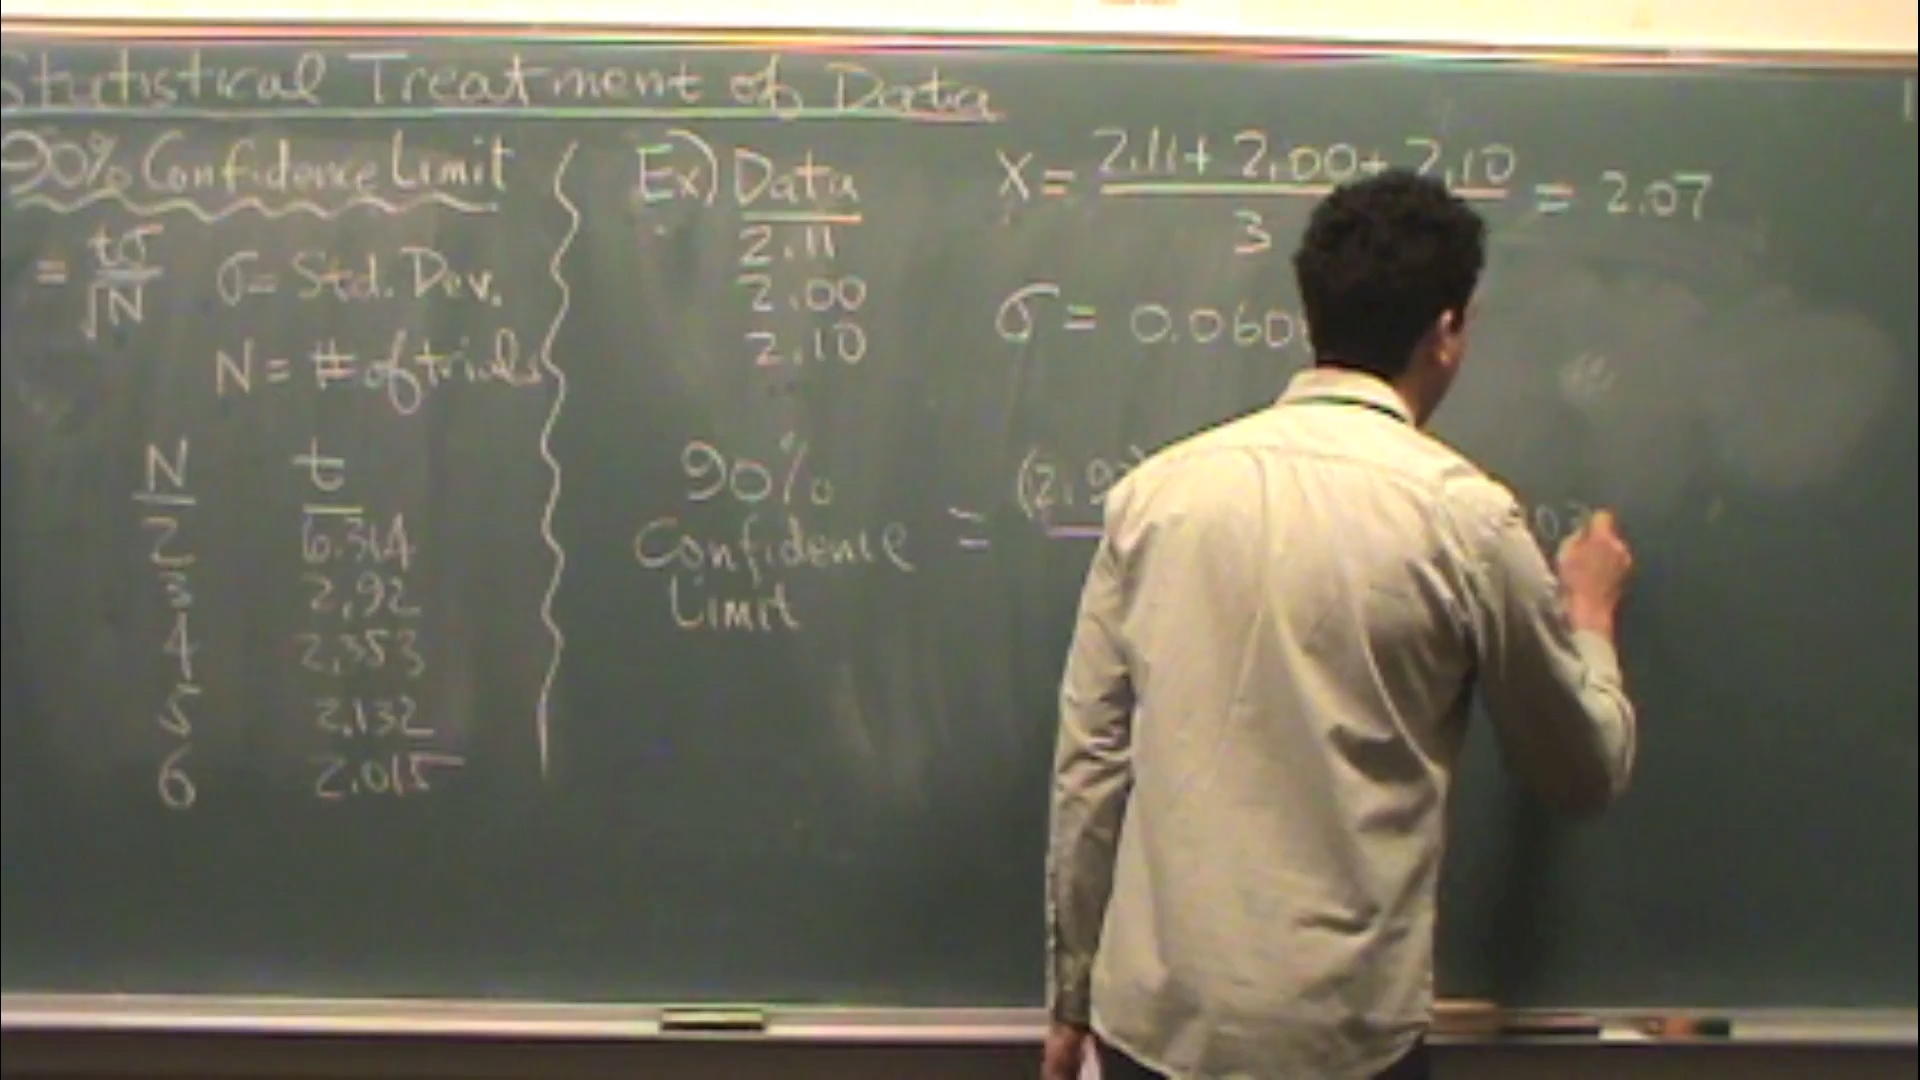 Statistical Treatment of Data
90% Confidence Limit
= tσ
√N
σ = Std. Dev.
N = # of trials
N t
2 6.314
3 2.92
4 2.353
5 2.132
6 2.015
Ex) Data
2.11
2.00
2.10
X = 2.11 + 2.00 + 2.10 = 2.07
3
σ = 0.060
90%
Confidence
Limit
= (2.9